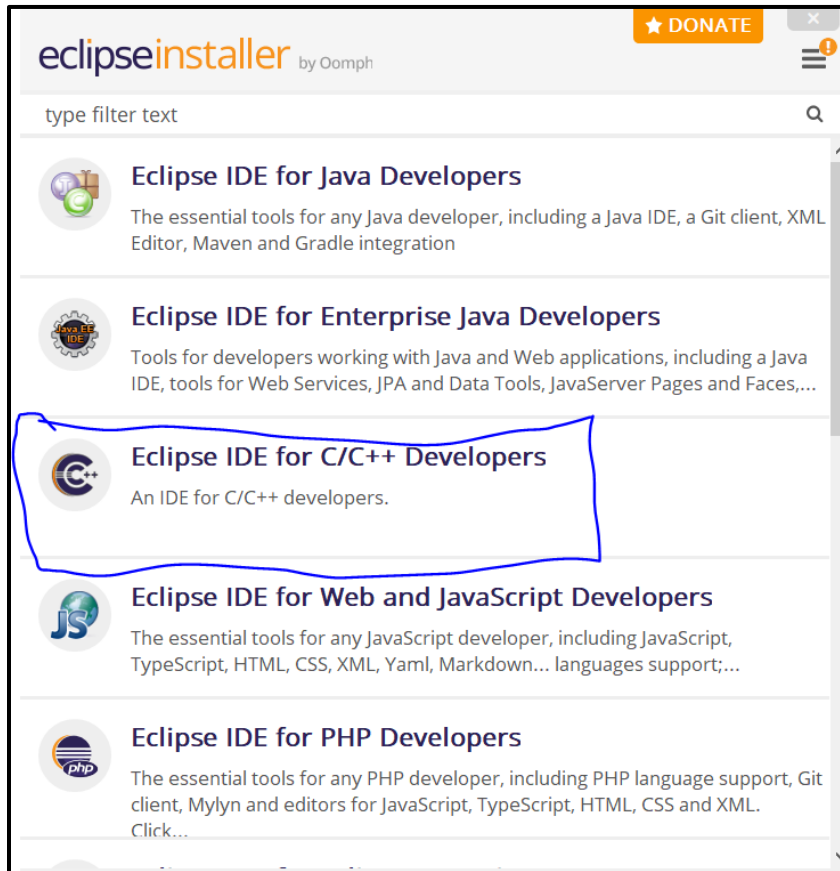 DONATE
eclipseinstaller by Oomph
type filter text
Eclipse IDE for Java Developers
The essential tools for any Java developer, including a Java IDE, a Git client, XML
Editor, Maven and Gradle integration
Java EE
IDE
Eclipse IDE for Enterprise Java Developers
Tools for developers working with Java and Web applications, including a Java
IDE, tools for Web Services, JPA and Data Tools, JavaServer Pages and Faces,...
C++
Eclipse IDE for C/C++ Developers
An IDE for C/C++ developers.
JS
Eclipse IDE for Web and JavaScript Developers
The essential tools for any JavaScript developer, including JavaScript,
TypeScript, HTML, CSS, XML, Yaml, Markdown... languages support;...
php
Eclipse IDE for PHP Developers
The essential tools for any PHP developer, including PHP language support, Git
client, Mylyn and editors for JavaScript, TypeScript, HTML, CSS and XML.
Click...